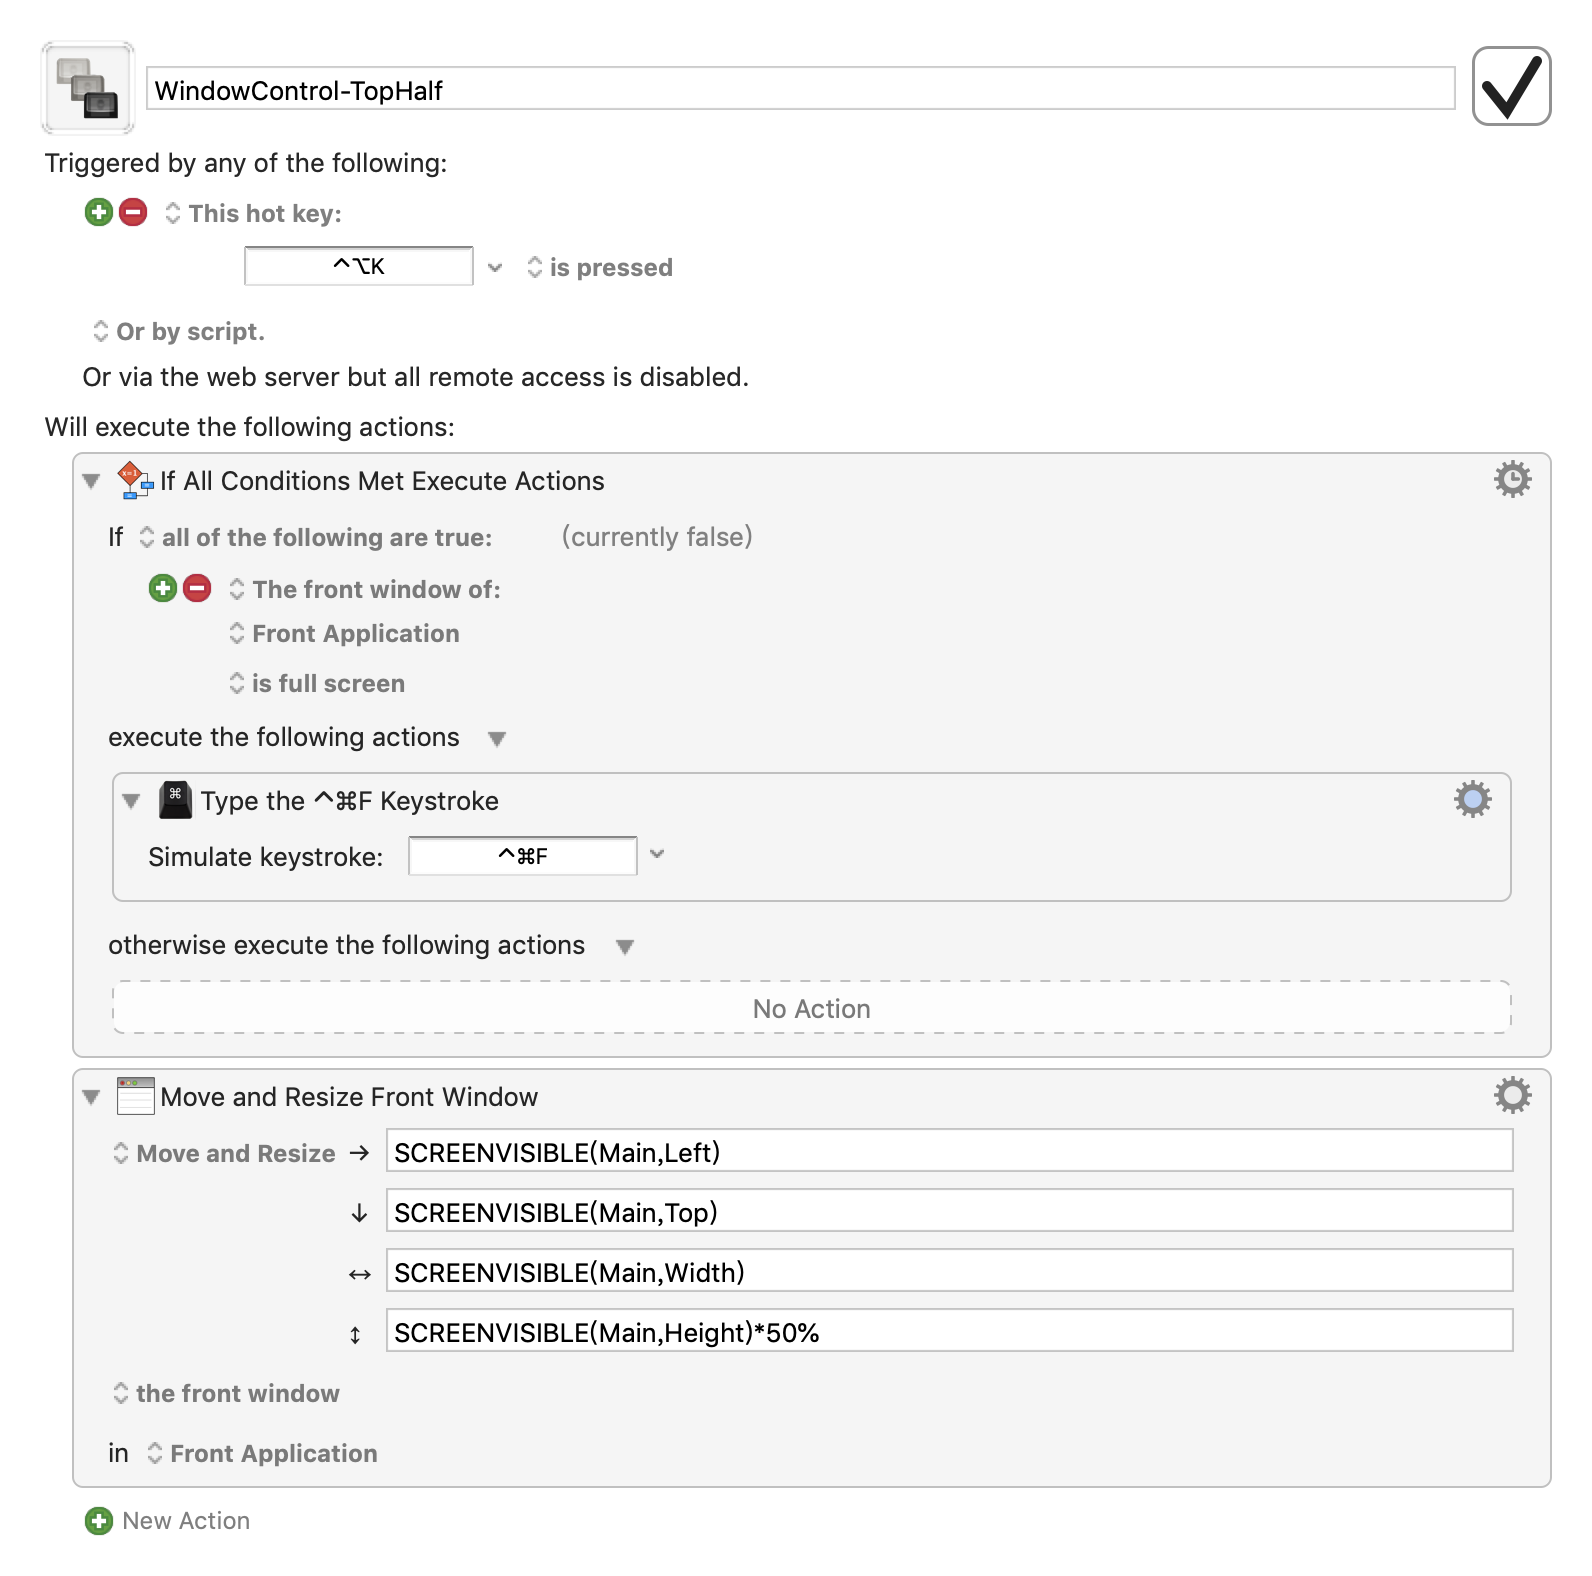 WindowControl-TopHalf
Triggered by any of the following:
This hot key:
^⌥K is pressed
Or by script.
Or via the web server but all remote access is disabled.
Will execute the following actions:
If All Conditions Met Execute Actions
If all of the following are true: (currently false)
The front window of:
Front Application
is full screen
execute the following actions
Type the ^⌘F Keystroke
Simulate keystroke: ^⌘F
otherwise execute the following actions
No Action
Move and Resize Front Window
Move and Resize → SCREENVISIBLE(Main,Left)
↓ SCREENVISIBLE(Main,Top)
↔ SCREENVISIBLE(Main,Width)
↕ SCREENVISIBLE(Main,Height)*50%
the front window
in Front Application
New Action